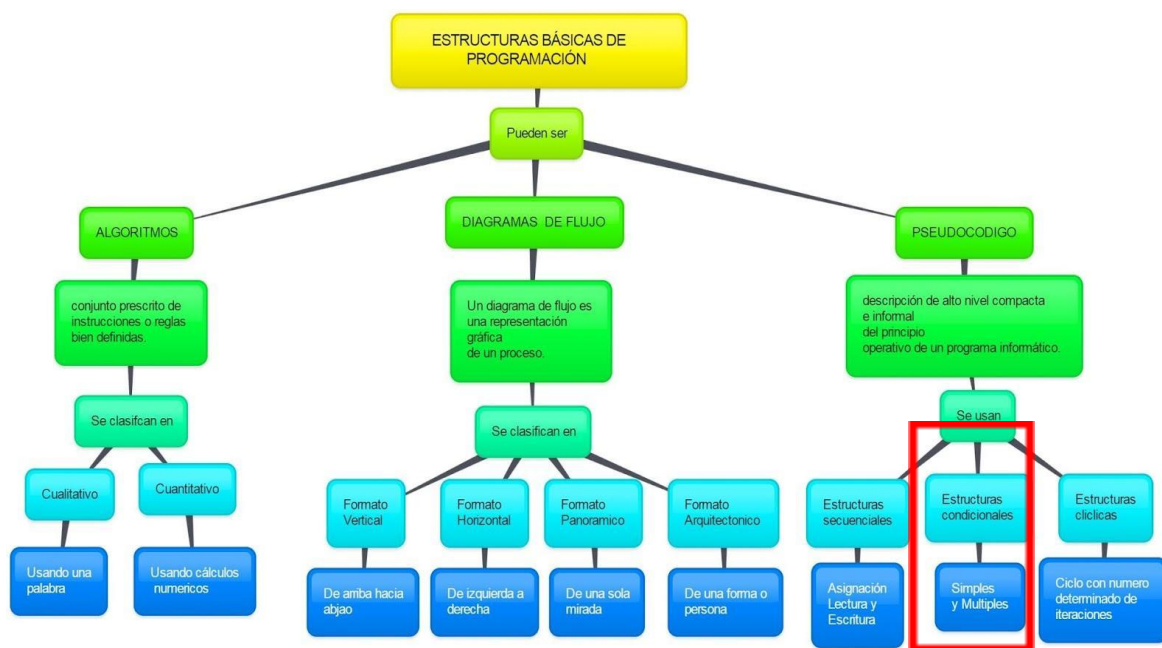 ESTRUCTURAS BÁSICAS DE
PROGRAMACIÓN
Pueden ser
ALGORITMOS
DIAGRAMAS DE FLUJO
PSEUDOCODIGO
conjunto prescrito de
instrucciones o reglas
bien definidas.
Un diagrama de flujo es
una representación
gráfica
de un proceso.
descripción de alto nivel compacta
e informal
del principio
operativo de un programa informático.
Se clasifcan en
Se clasifican en
Se usan
Cualitativo
Cuantitativo
Formato
Vertical
Formato
Horizontal
Formato
Panoramico
Formato
Arquitectonico
Estructuras
secuenciales
Estructuras
condicionales
Estructuras
cliclicas
Usando una
palabra
Usando cálculos
numericos
De arriba hacia
abjao
De izquierda a
derecha
De una sola
mirada
De una forma o
persona
Asignación
Lectura y
Escritura
Simples
y Multiples
Ciclo con numero
determinado de
iteraciones